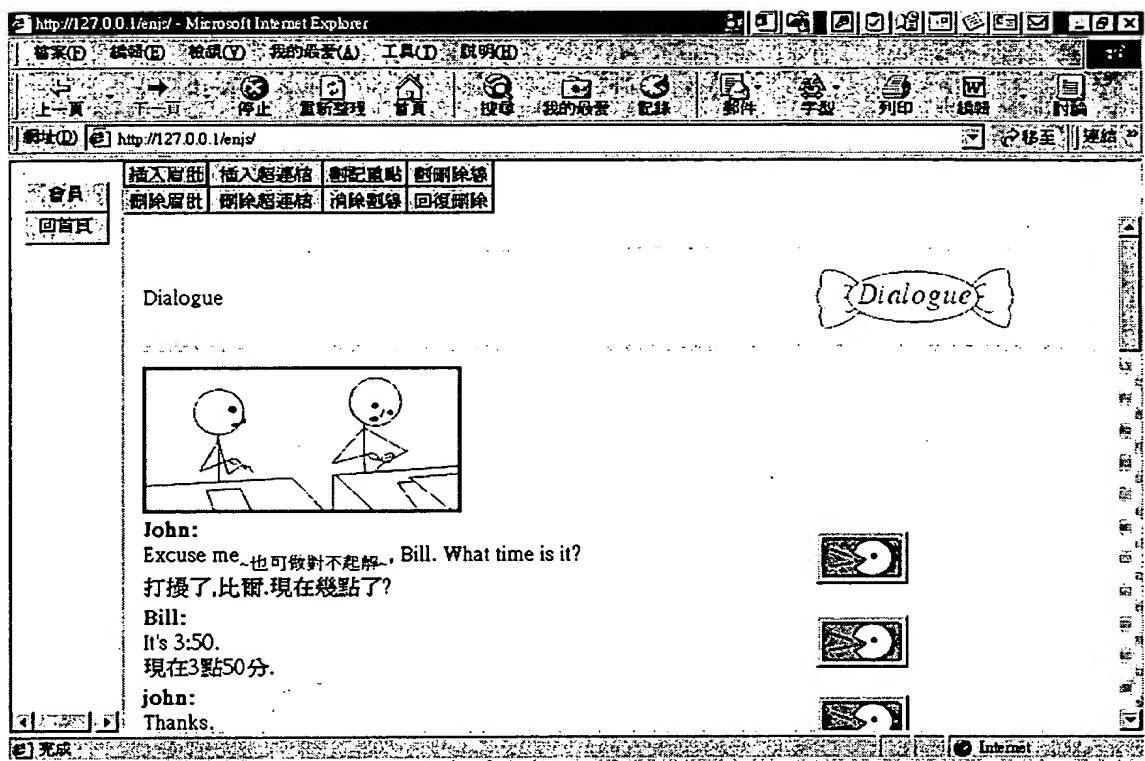 http://127.0.0.1/enjs/ - Microsoft Internet Explorer
檔案(F) 編輯(E) 檢視(V) 我的最愛(A) 工具(T) 說明(H)
上一頁 下一頁 停止 重新整理 首頁 搜尋 我的最愛 記錄 郵件 字型 列印 編輯 討論
網址(D) http://127.0.0.1/enjs/ 移至 連結 »
會員
回首頁
插入眉批 插入超連結 劃記重點 劃刪除線
刪除眉批 刪除超連結 消除劃線 回復刪除
Dialogue
Dialogue
John:
Excuse me ~也可做對不起解~, Bill. What time is it?
打擾了,比爾.現在幾點了?
Bill:
It's 3:50.
現在3點50分.
john:
Thanks.
完成 Internet